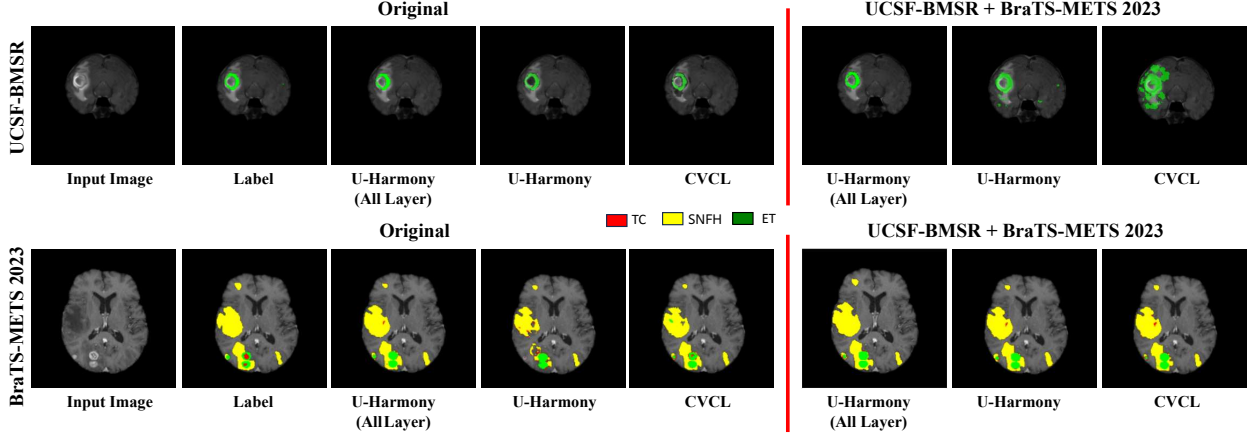 Original
UCSF-BMSR + BraTS-METS 2023
UCSF-BMSR
Input Image
Label
U-Harmony
(All Layer)
U-Harmony
CVCL
U-Harmony
(All Layer)
U-Harmony
CVCL
TC
SNFH
ET
Original
UCSF-BMSR + BraTS-METS 2023
BraTS-METS 2023
Input Image
Label
U-Harmony
(All Layer)
U-Harmony
CVCL
U-Harmony
(All Layer)
U-Harmony
CVCL